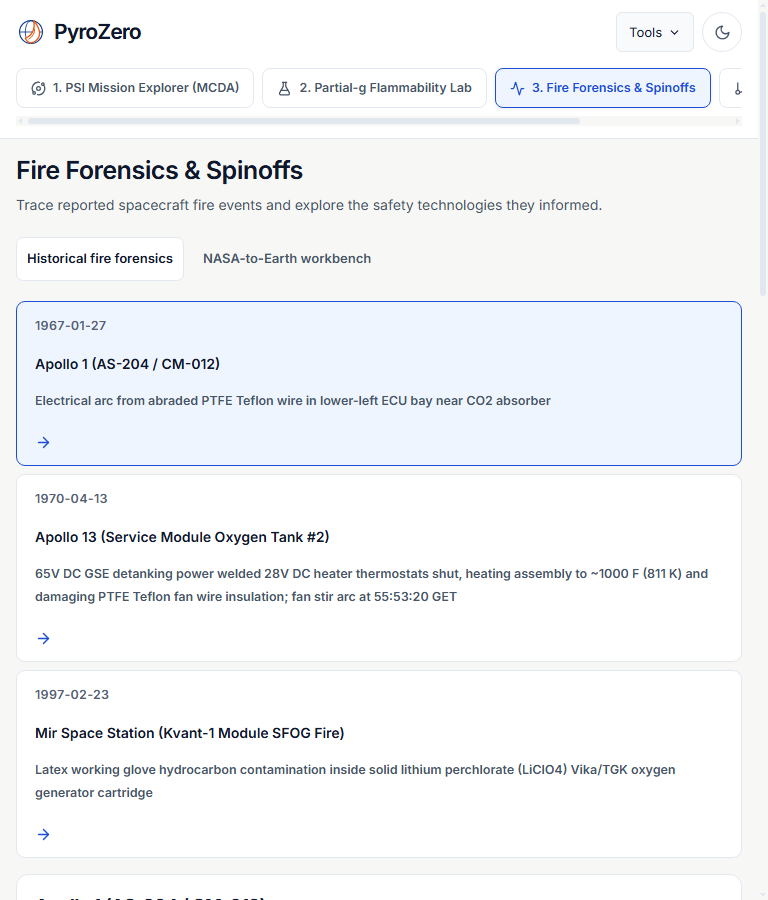 PyroZero
Tools
1. PSI Mission Explorer (MCDA)
2. Partial-g Flammability Lab
3. Fire Forensics & Spinoffs
Fire Forensics & Spinoffs
Trace reported spacecraft fire events and explore the safety technologies they informed.
Historical fire forensics
NASA-to-Earth workbench
1967-01-27
Apollo 1 (AS-204 / CM-012)
Electrical arc from abraded PTFE Teflon wire in lower-left ECU bay near CO2 absorber
1970-04-13
Apollo 13 (Service Module Oxygen Tank #2)
65V DC GSE detanking power welded 28V DC heater thermostats shut, heating assembly to ~1000 F (811 K) and
damaging PTFE Teflon fan wire insulation; fan stir arc at 55:53:20 GET
1997-02-23
Mir Space Station (Kvant-1 Module SFOG Fire)
Latex working glove hydrocarbon contamination inside solid lithium perchlorate (LiClO4) Vika/TGK oxygen
generator cartridge